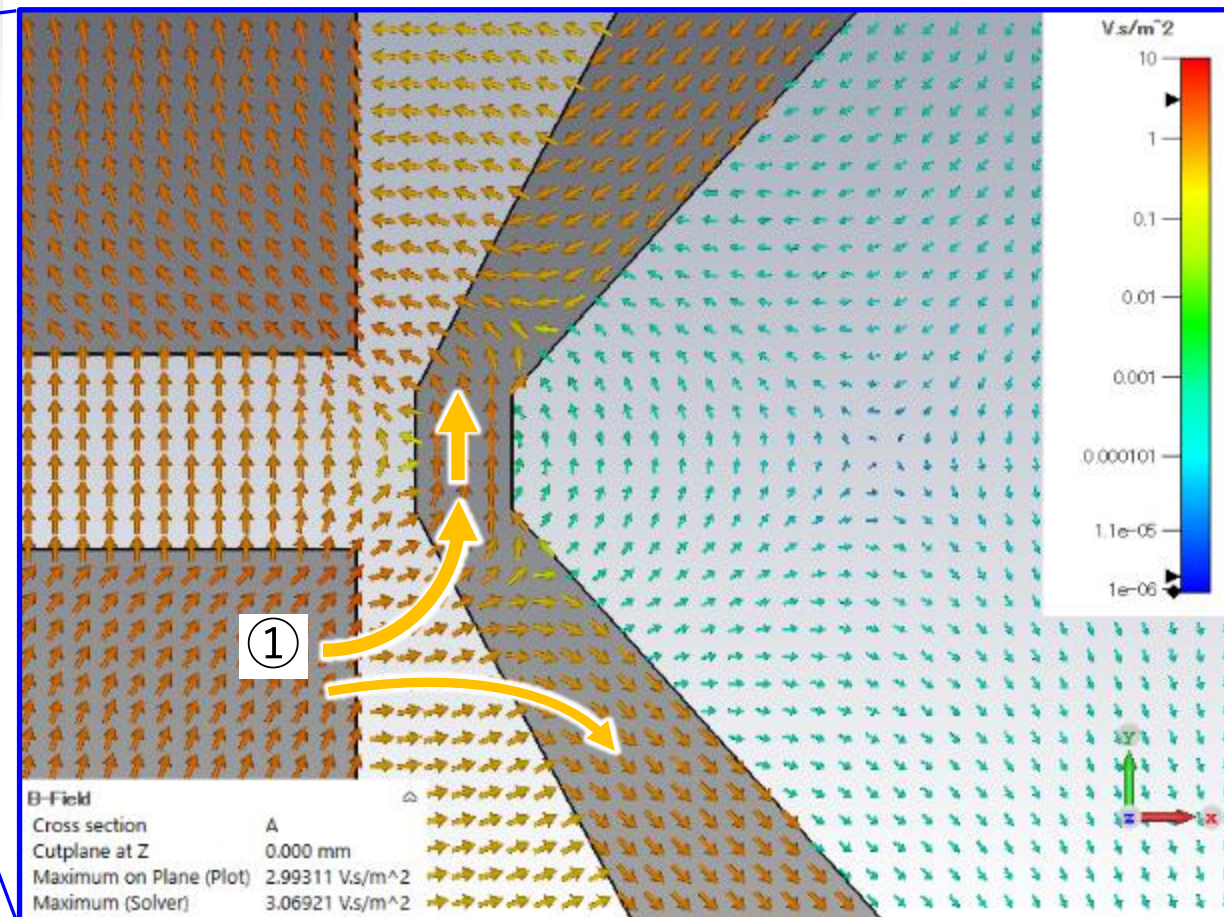 V.s/m^2
10
1
0.1
0.01
0.001
0.000101
1.1e-05
1e-06
①
Y
Z X
B-Field
Cross section A
Cutplane at Z 0.000 mm
Maximum on Plane (Plot) 2.99311 V.s/m^2
Maximum (Solver) 3.06921 V.s/m^2